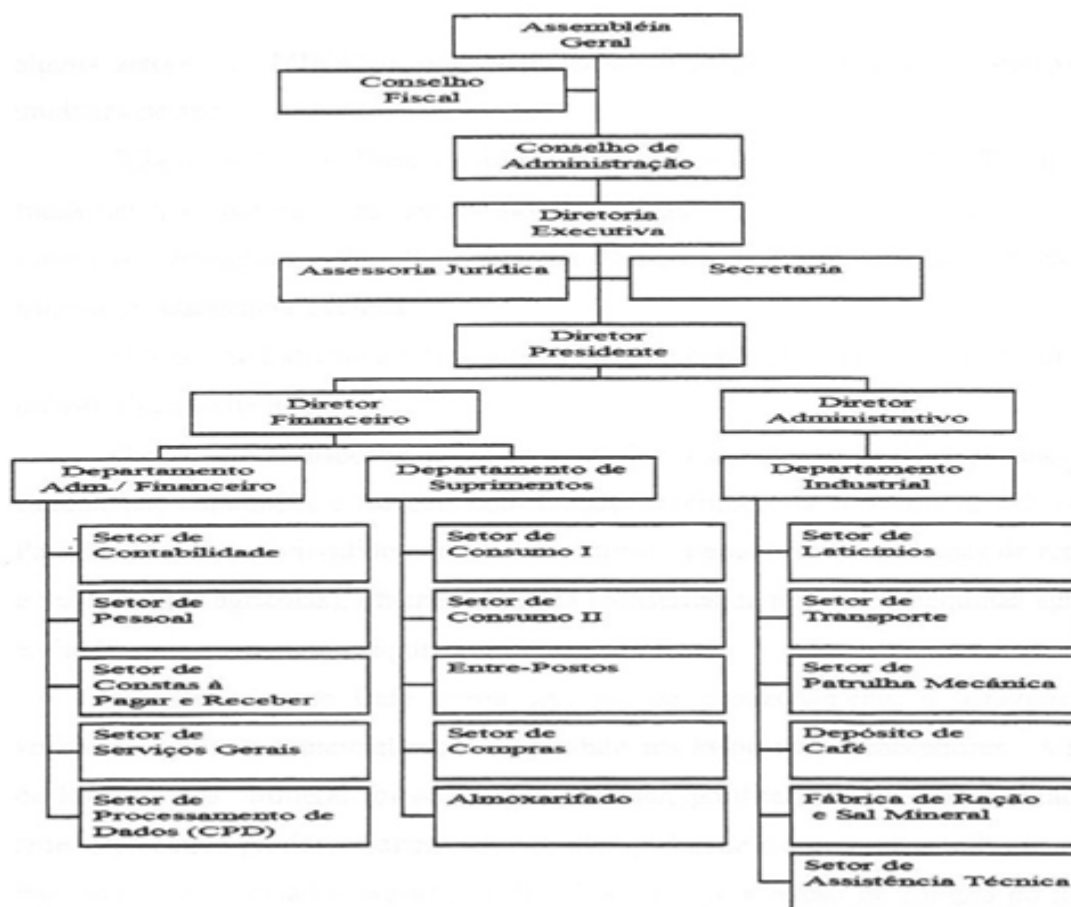 Assembléia
Geral
Conselho
Fiscal
Conselho de
Administração
Diretoria
Executiva
Assessoria Jurídica
Secretaria
Diretor
Presidente
Diretor
Financeiro
Diretor
Administrativo
Departamento
Adm./ Financeiro
Departamento de
Suprimentos
Departamento
Industrial
Setor de
Contabilidade
Setor de
Pessoal
Setor de
Constas à
Pagar e Receber
Setor de
Serviços Gerais
Setor de
Processamento de
Dados (CPD)
Setor de
Consumo I
Setor de
Consumo II
Entre-Postos
Setor de
Compras
Almoxarifado
Setor de
Laticínios
Setor de
Transporte
Setor de
Patrulha Mecânica
Depósito de
Café
Fábrica de Ração
e Sal Mineral
Setor de
Assistência Técnica